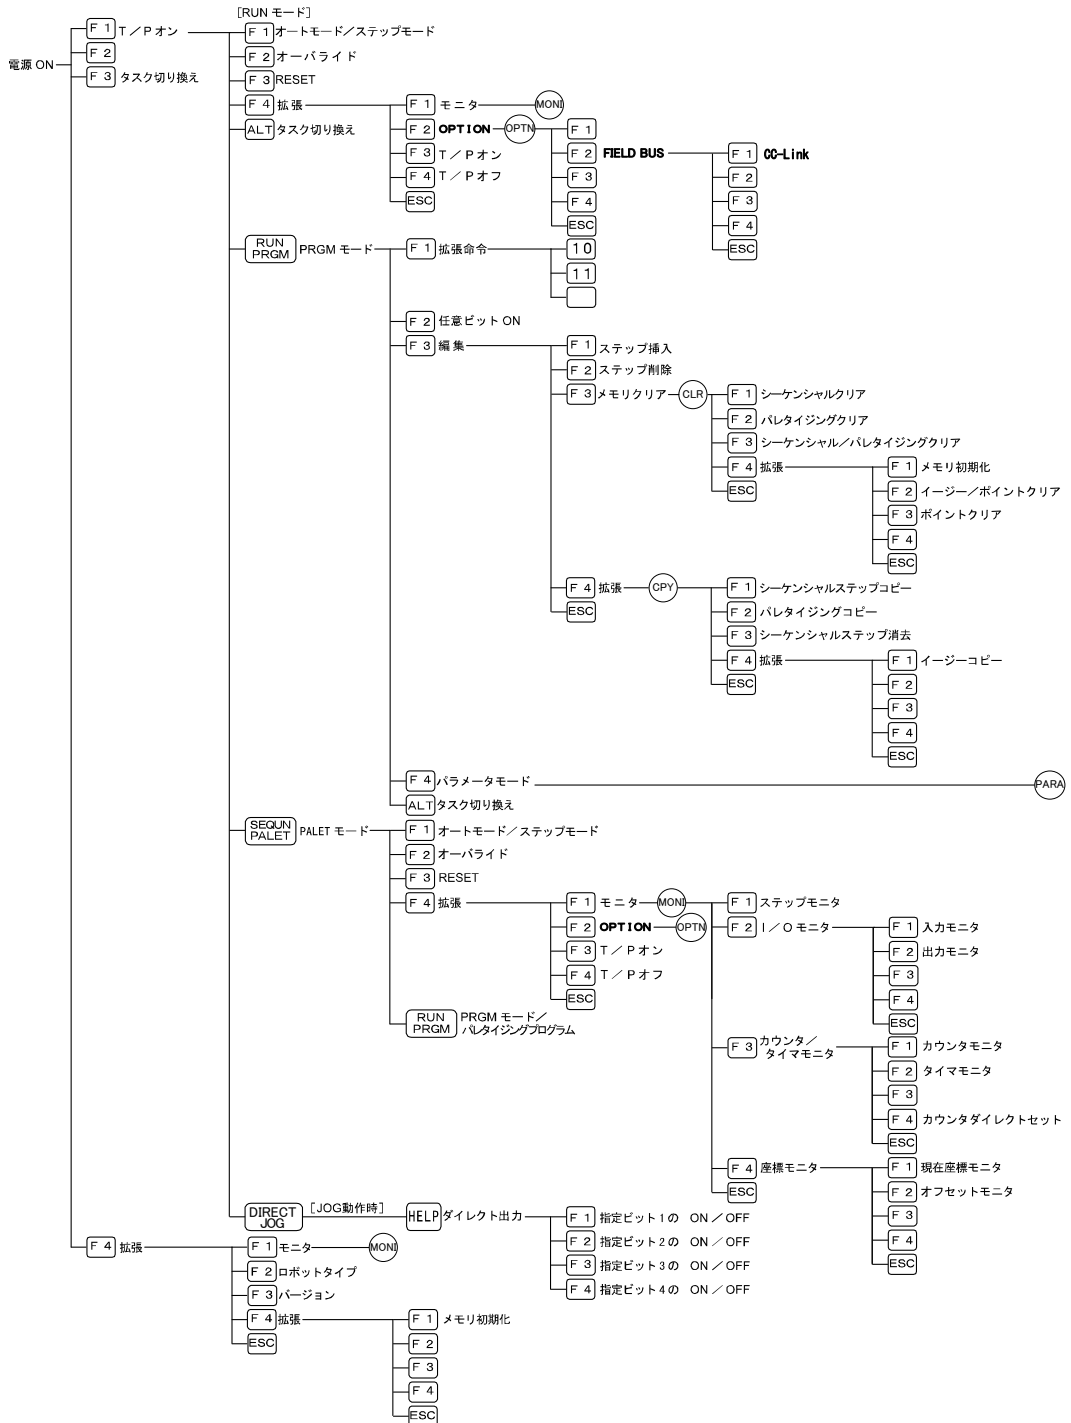 [RUN モード]
F 1 T／Pオン
F 1 オートモード／ステップモード
F 2
F 2 オーバライド
電源 ON
F 3 タスク切り換え
F 3 RESET
F 4 拡張
F 1 モニタ
MONI
ALT タスク切り換え
F 2 OPTION
OPTN
F 1
F 3 T／Pオン
F 2 FIELD BUS
F 1 CC-Link
F 4 T／Pオフ
F 3
F 2
ESC
F 4
F 3
ESC
F 4
RUN
PRGM
PRGM モード
F 1 拡張命令
10
ESC
11
F 2 任意ビット ON
F 3 編集
F 1 ステップ挿入
F 2 ステップ削除
F 3 メモリクリア
CLR
F 1 シーケンシャルクリア
F 2 パレタイジングクリア
F 3 シーケンシャル／パレタイジングクリア
F 4 拡張
F 1 メモリ初期化
ESC
F 2 イージー／ポイントクリア
F 3 ポイントクリア
F 4
ESC
F 4 拡張
CPY
F 1 シーケンシャルステップコピー
ESC
F 2 パレタイジングコピー
F 3 シーケンシャルステップ消去
F 4 拡張
F 1 イージーコピー
ESC
F 2
F 3
F 4
ESC
F 4 パラメータモード
PARA
ALT タスク切り換え
SEQUN
PALET
PALET モード
F 1 オートモード／ステップモード
F 2 オーバライド
F 3 RESET
F 4 拡張
F 1 モニタ
MONI
F 1 ステップモニタ
F 2 OPTION
OPTN
F 2 I／Oモニタ
F 1 入力モニタ
F 3 T／Pオン
F 2 出力モニタ
F 4 T／Pオフ
F 3
ESC
F 4
RUN
PRGM
PRGM モード／
パレタイジングプログラム
ESC
F 3 カウンタ／
タイマモニタ
F 1 カウンタモニタ
F 2 タイマモニタ
F 3
F 4 カウンタダイレクトセット
ESC
F 4 座標モニタ
F 1 現在座標モニタ
ESC
F 2 オフセットモニタ
F 3
F 4
ESC
DIRECT
JOG
[JOG動作時]
HELP ダイレクト出力
F 1 指定ビット1の ON／OFF
F 2 指定ビット2の ON／OFF
F 3 指定ビット3の ON／OFF
F 4 指定ビット4の ON／OFF
F 4 拡張
F 1 モニタ
MONI
F 2 ロボットタイプ
F 3 バージョン
F 4 拡張
F 1 メモリ初期化
ESC
F 2
F 3
F 4
ESC